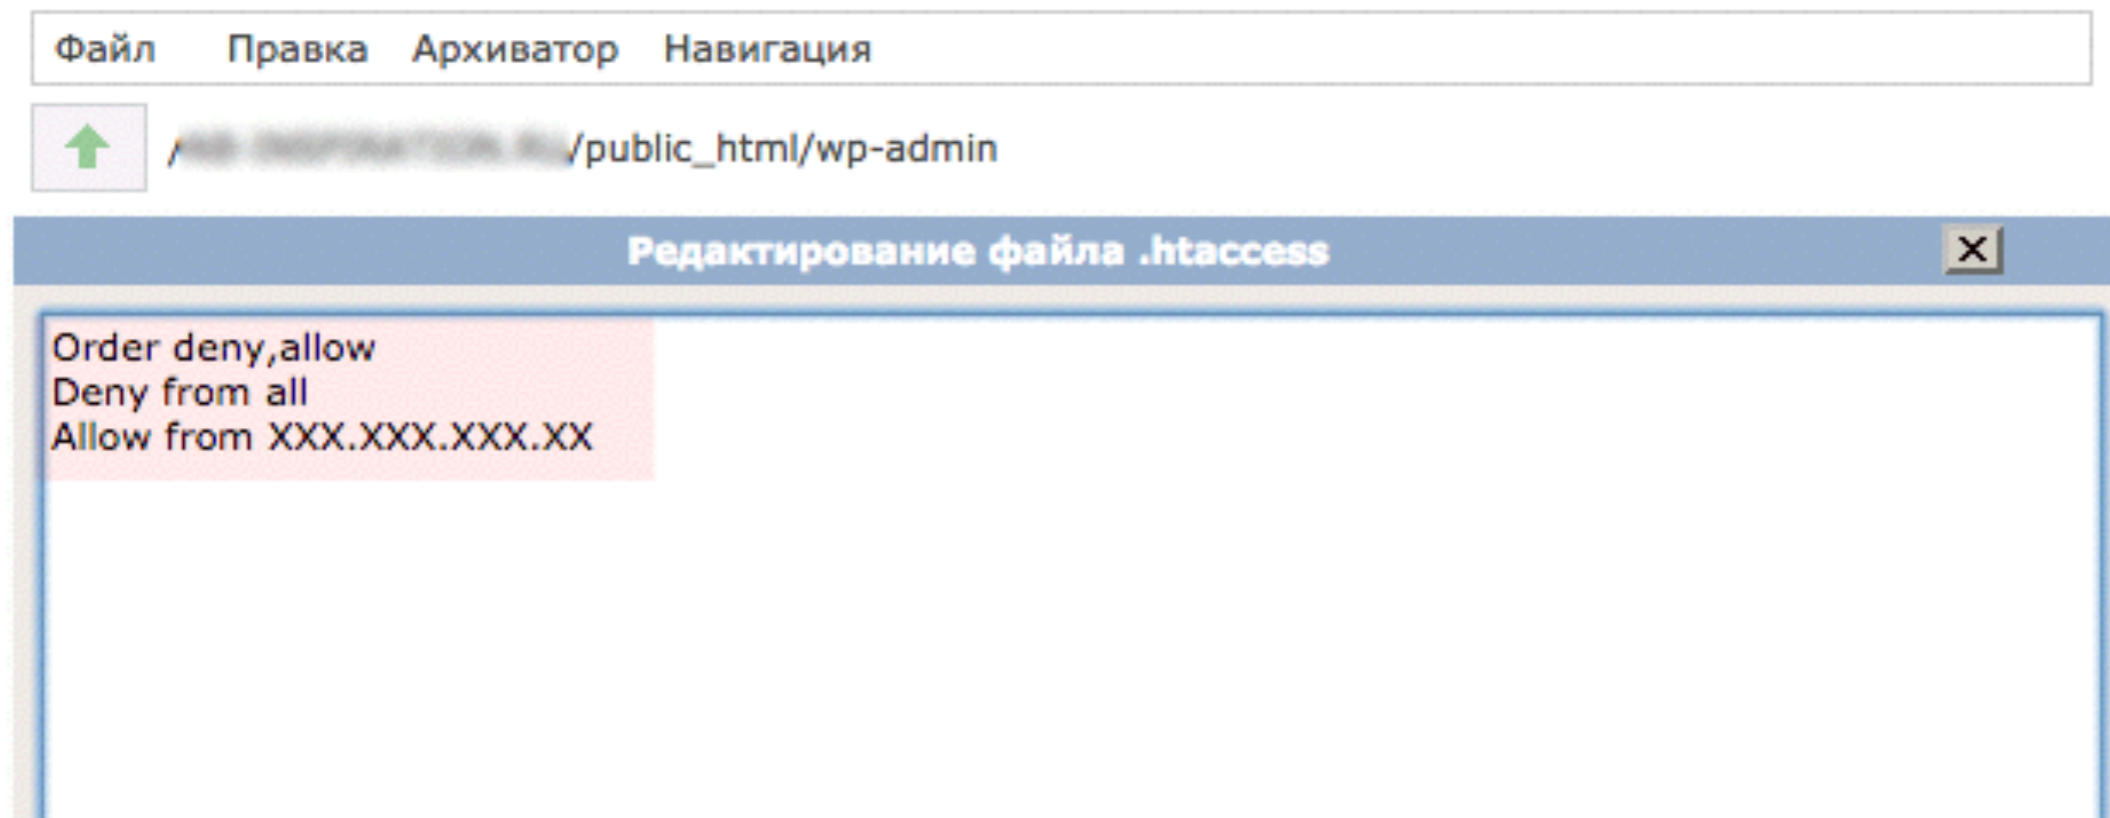 Файл Правка Архиватор Навигация
/public_html/wp-admin
Редактирование файла .htaccess
Order deny,allow
Deny from all
Allow from XXX.XXX.XXX.XX